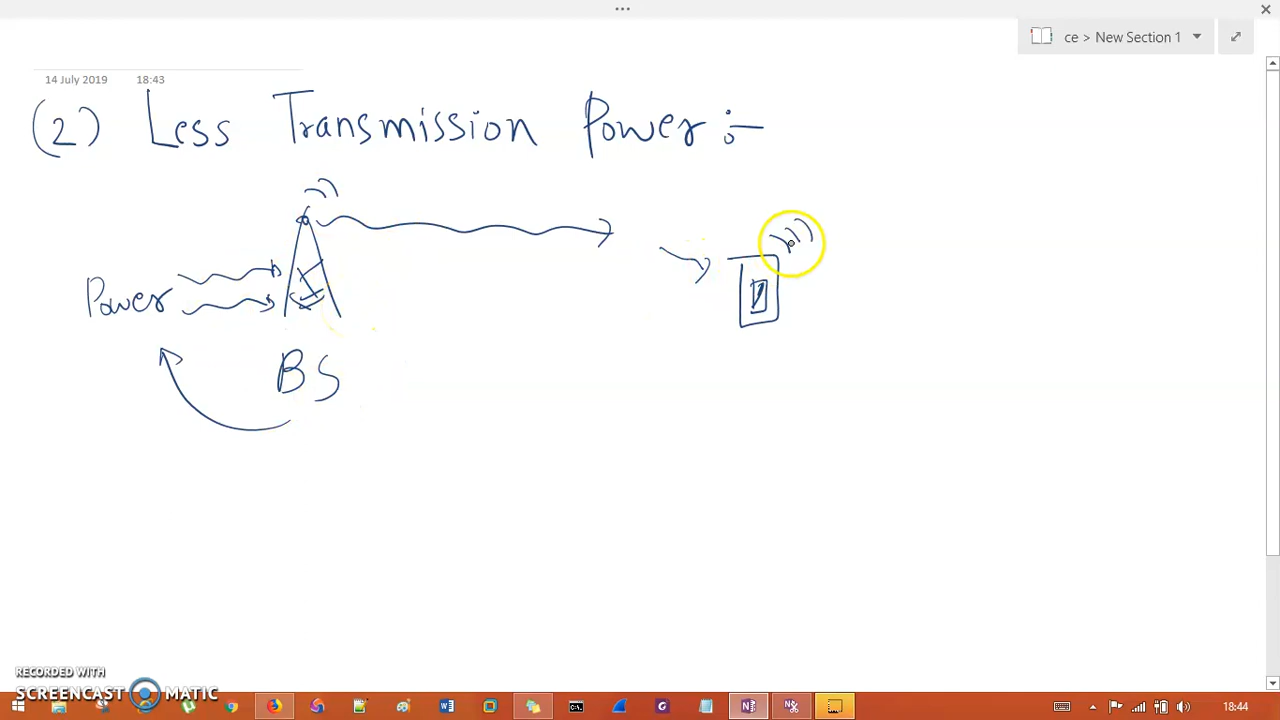 ce > New Section 1
14 July 2019 18:43
(2) Less Transmission Power :-
Power
BS
RECORDED WITH
SCREENCAST MATIC
18:44